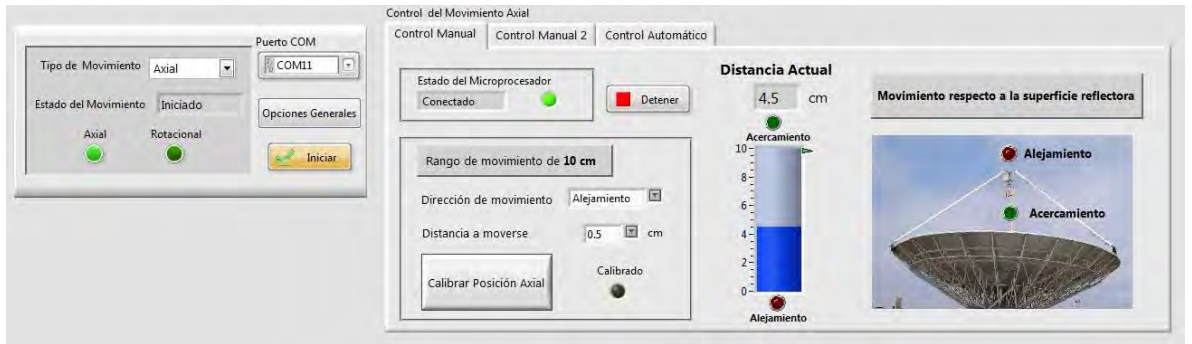 Puerto COM
Tipo de Movimiento Axial
COM11
Estado del Movimiento Iniciado
Opciones Generales
Axial Rotacional
Iniciar
Control del Movimiento Axial
Control Manual Control Manual 2 Control Automático
Estado del Microprocesador
Conectado
Detener
Rango de movimiento de 10 cm
Dirección de movimiento Alejamiento
Distancia a moverse 0.5 cm
Calibrar Posición Axial
Calibrado
Distancia Actual
4.5 cm
Acercamiento
10
8
6
4
2
0
Alejamiento
Movimiento respecto a la superficie reflectora
Alejamiento
Acercamiento